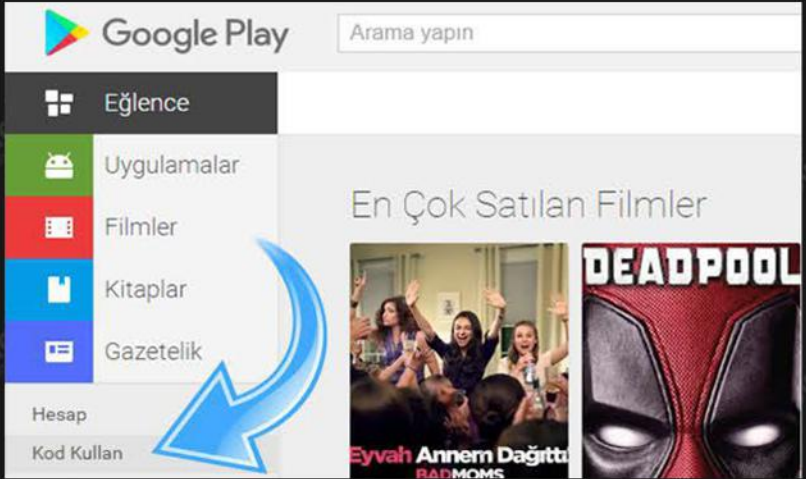 Google Play
Arama yapın
Eğlence
Uygulamalar
Filmler
Kitaplar
Gazetelik
Hesap
Kod Kullan
En Çok Satılan Filmler
Eyvah Annem Dağıttı
BAD MOMS
DEADPOOL